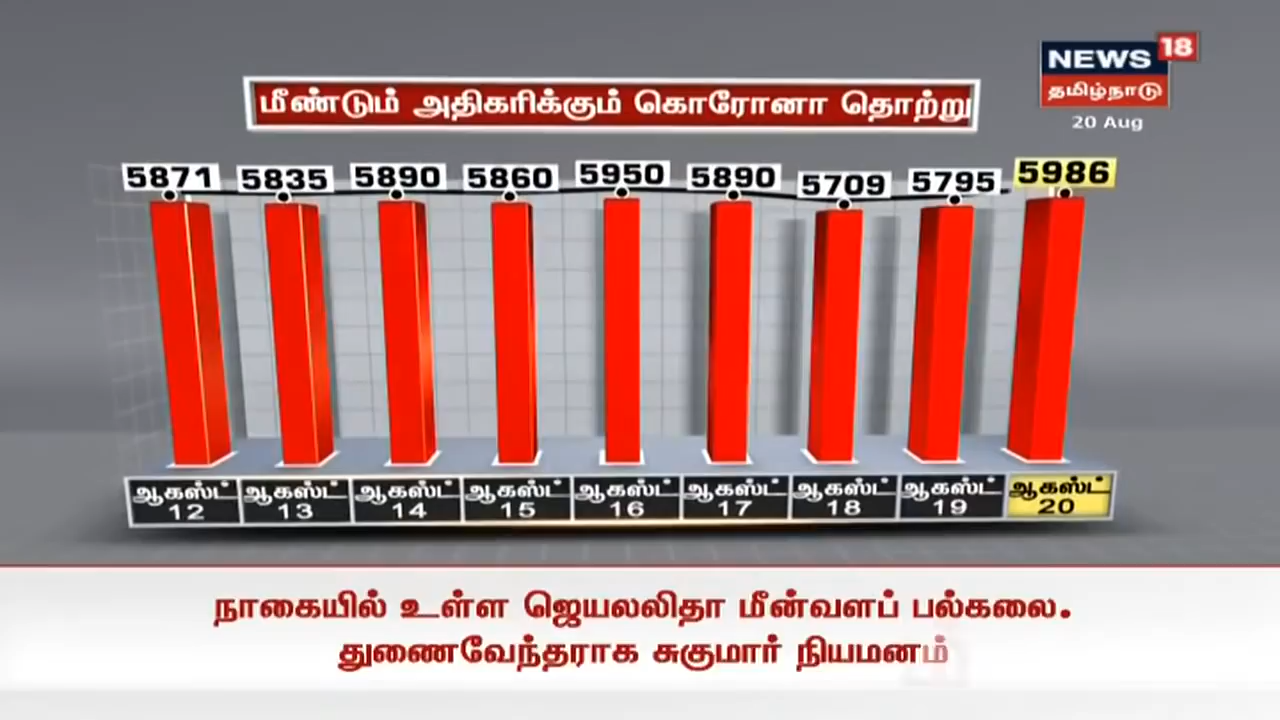 NEWS 18
தமிழ்நாடு
20 Aug
மீண்டும் அதிகரிக்கும் கொரோனா தொற்று
5871 5835 5890 5860 5950 5890 5709 5795 5986
ஆகஸ்ட் ஆகஸ்ட் ஆகஸ்ட் ஆகஸ்ட் ஆகஸ்ட் ஆகஸ்ட் ஆகஸ்ட் ஆகஸ்ட் ஆகஸ்ட்
12 13 14 15 16 17 18 19 20
நாகையில் உள்ள ஜெயலலிதா மீன்வளப் பல்கலை.
துணைவேந்தராக சுகுமார் நியமனம்